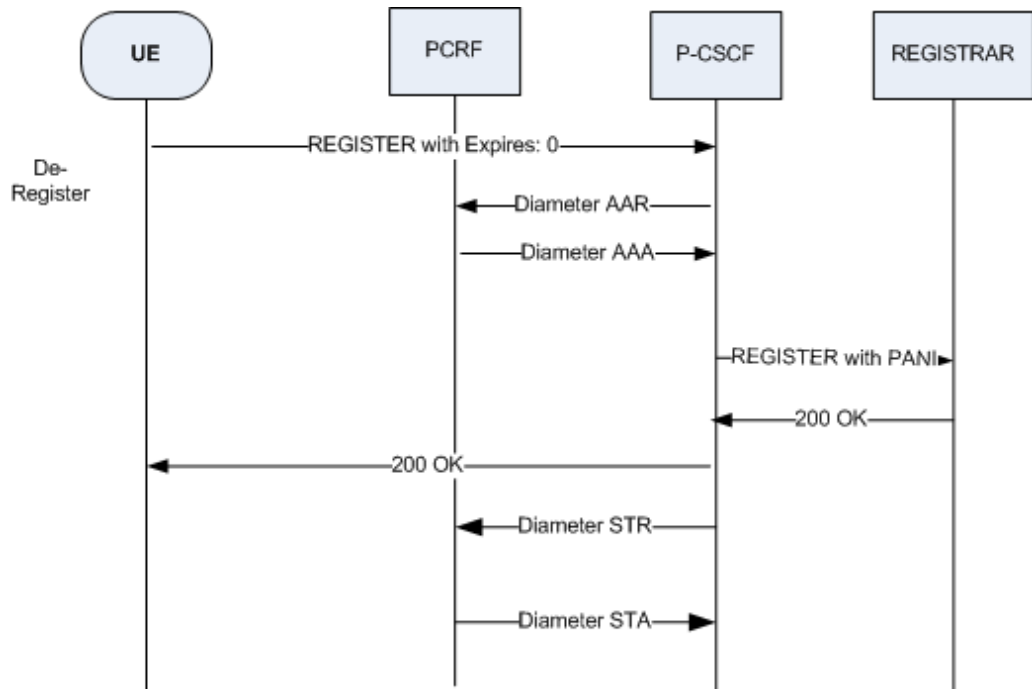 UE
PCRF
P-CSCF
REGISTRAR
De-
Register
REGISTER with Expires: 0
Diameter AAR
Diameter AAA
REGISTER with PANI
200 OK
200 OK
Diameter STR
Diameter STA